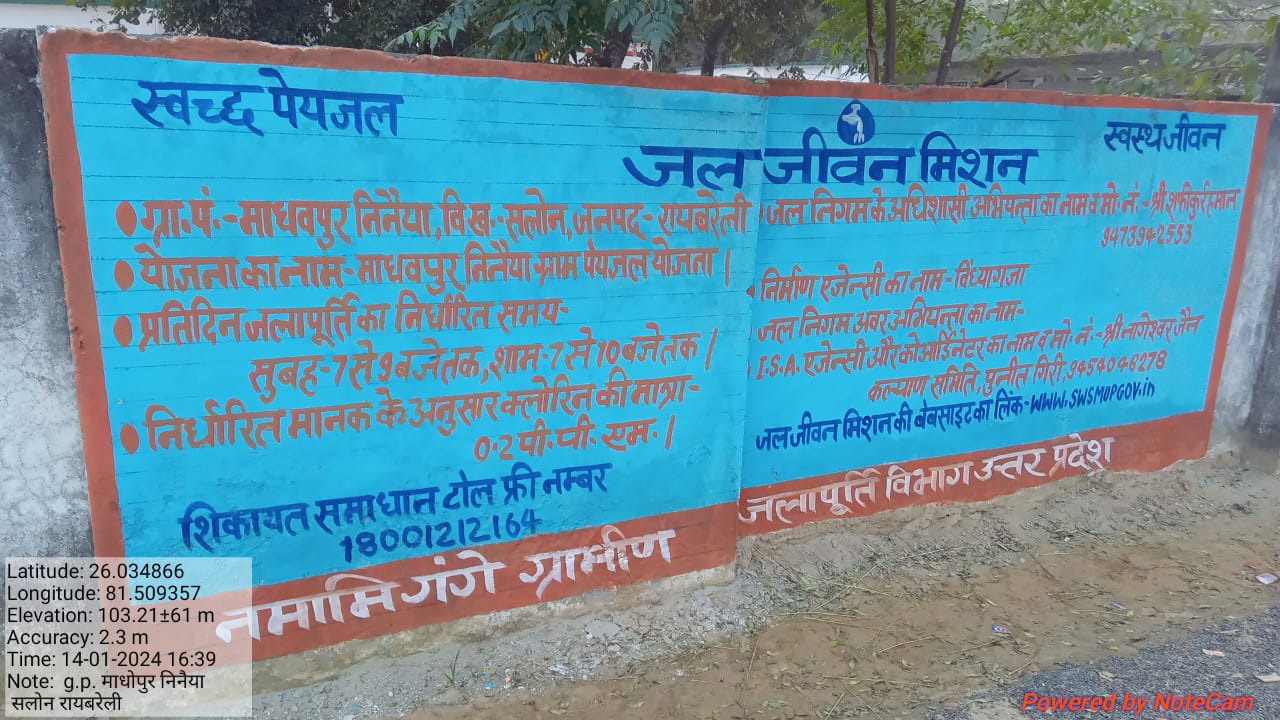 स्वच्छ पेयजल
जल जीवन मिशन
स्वस्थ जीवन
• ग्रा.पं.-माधवपुर निनैया, वि.ख.-सलोन, जनपद-रायबरेली
• योजना का नाम-माधवपुर निनैया ग्राम पेयजल योजना।
• प्रतिदिन जलापूर्ति का निर्धारित समय-
सुबह-7 से 9 बजे तक, शाम-7 से 10 बजे तक।
• निर्धारित मानक के अनुसार क्लोरिन की मात्रा-
0.2 पी.पी. एम.।
शिकायत समाधान टोल फ्री नम्बर
18001212164
• जल निगम के अधिशासी अभियन्ता का नाम व मो. नं.-श्री शफीकुर्रहमान
9473942553
• निर्माण एजेन्सी का नाम-विंध्या गजा
• जल निगम अवर अभियन्ता का नाम-
• I.S.A. एजेन्सी और कोआर्डिनेटर का नाम व मो. नं.-श्री नागेश्वर जैन
कल्याण समिति, पुनीत गिरी, 9454046278
जल जीवन मिशन की बेबसाइट का लिंक-WWW.SWSMUPGOV.in
नमामि गंगे ग्रामीण जलापूर्ति विभाग उत्तर प्रदेश
Latitude: 26.034866
Longitude: 81.509357
Elevation: 103.21±61 m
Accuracy: 2.3 m
Time: 14-01-2024 16:39
Note: g.p. माधोपुर निनैया
सलोन रायबरेली
Powered by NoteCam